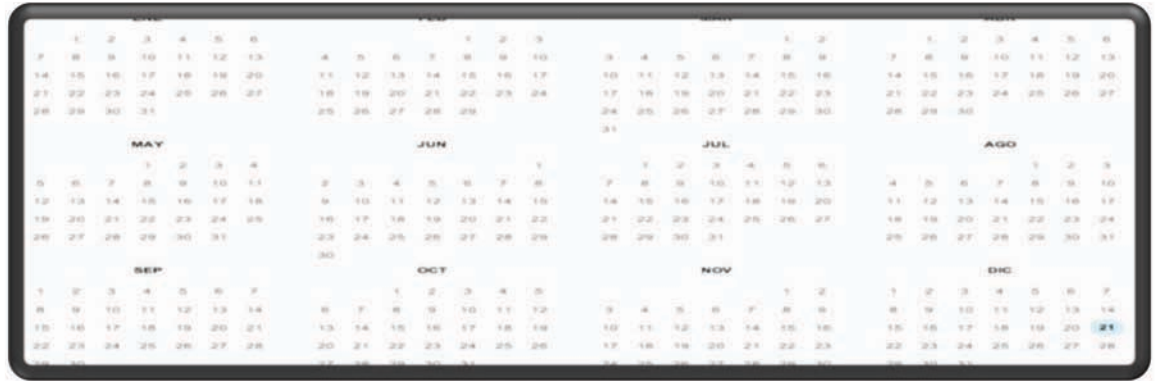 1 2 3 4 5 6 1 2 3 1 2 1 2 3 4 5 6
7 8 9 10 11 12 13 4 5 6 7 8 9 10 3 4 5 6 7 8 9 7 8 9 10 11 12 13
14 15 16 17 18 19 20 11 12 13 14 15 16 17 10 11 12 13 14 15 16 14 15 16 17 18 19 20
21 22 23 24 25 26 27 18 19 20 21 22 23 24 17 18 19 20 21 22 23 21 22 23 24 25 26 27
28 29 30 31 25 26 27 28 29 24 25 26 27 28 29 30 28 29 30
31
MAY JUN JUL AGO
1 2 3 4 1 1 2 3 4 5 6 1 2 3
5 6 7 8 9 10 11 2 3 4 5 6 7 8 7 8 9 10 11 12 13 4 5 6 7 8 9 10
12 13 14 15 16 17 18 9 10 11 12 13 14 15 14 15 16 17 18 19 20 11 12 13 14 15 16 17
19 20 21 22 23 24 25 16 17 18 19 20 21 22 21 22 23 24 25 26 27 18 19 20 21 22 23 24
26 27 28 29 30 31 23 24 25 26 27 28 29 28 29 30 31 25 26 27 28 29 30 31
30
SEP OCT NOV DIC
1 2 3 4 5 6 7 1 2 3 4 5 1 2 1 2 3 4 5 6 7
8 9 10 11 12 13 14 6 7 8 9 10 11 12 3 4 5 6 7 8 9 8 9 10 11 12 13 14
15 16 17 18 19 20 21 13 14 15 16 17 18 19 10 11 12 13 14 15 16 15 16 17 18 19 20 21
22 23 24 25 26 27 28 20 21 22 23 24 25 26 17 18 19 20 21 22 23 22 23 24 25 26 27 28
29 30 27 28 29 30 31 24 25 26 27 28 29 30 29 30 31